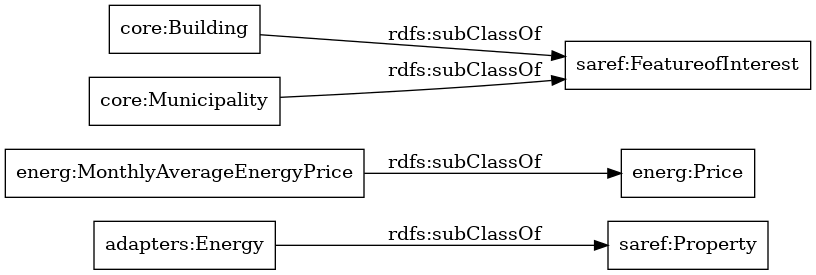 core:Building
rdfs:subClassOf
saref:FeatureofInterest
core:Municipality
rdfs:subClassOf
energ:MonthlyAverageEnergyPrice
rdfs:subClassOf
energ:Price
adapters:Energy
rdfs:subClassOf
saref:Property